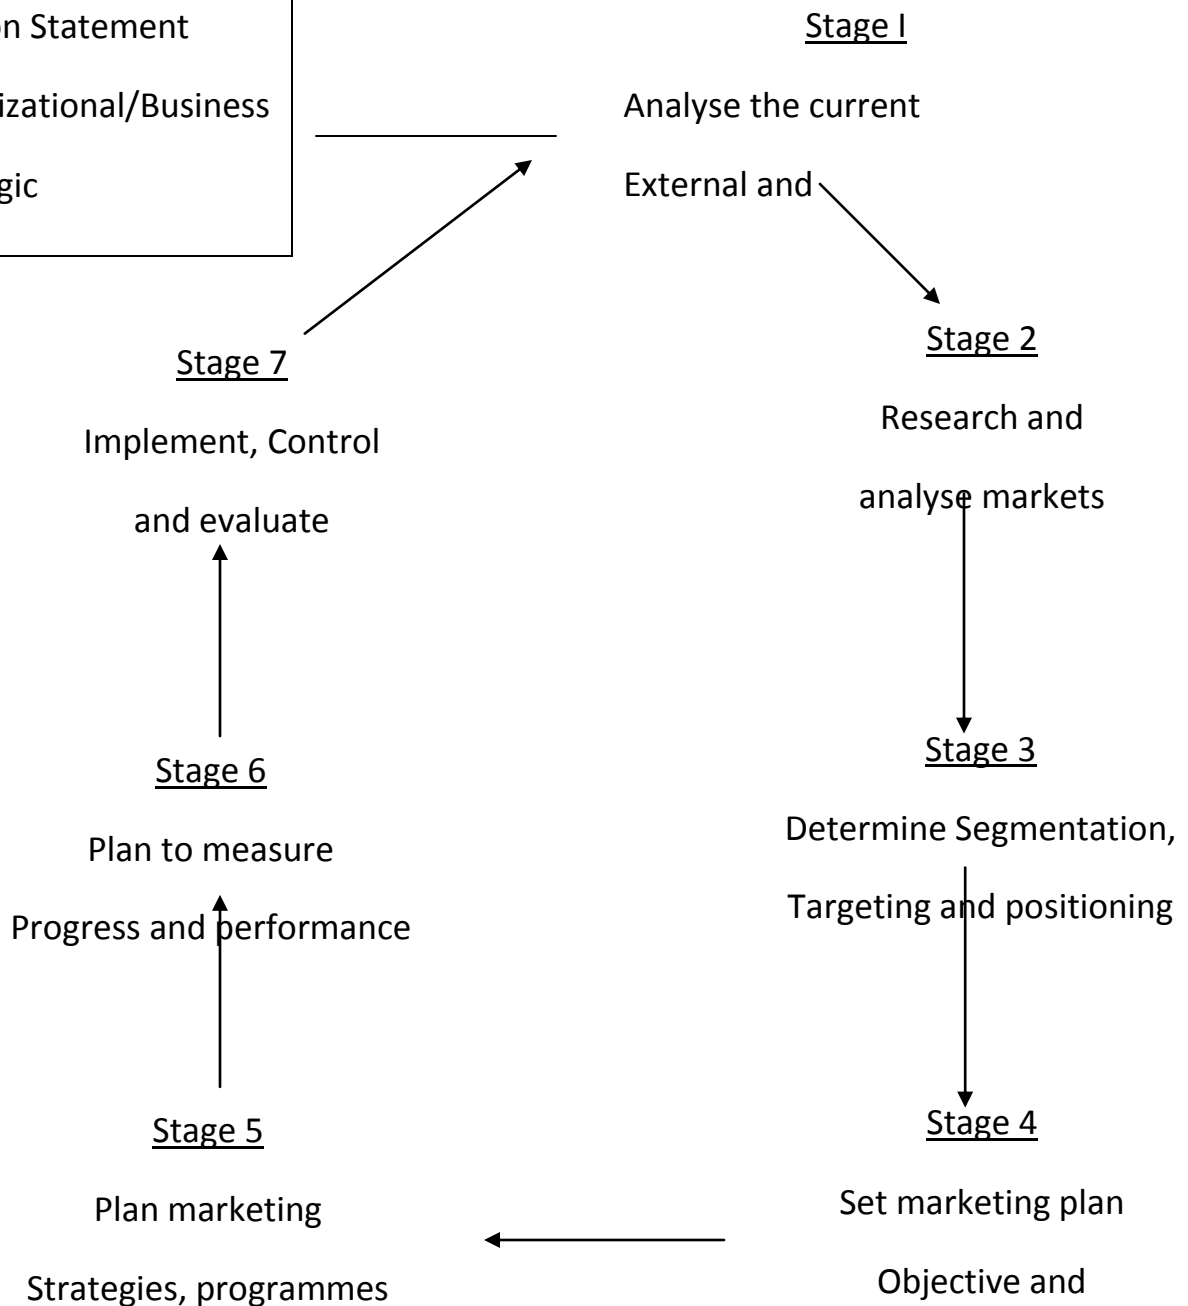 on Statement
izational/Business
gic
Stage I
Analyse the current
External and
Stage 2
Research and
analyse markets
Stage 3
Determine Segmentation,
Targeting and positioning
Stage 4
Set marketing plan
Objective and
Stage 5
Plan marketing
Strategies, programmes
Stage 6
Plan to measure
Progress and performance
Stage 7
Implement, Control
and evaluate